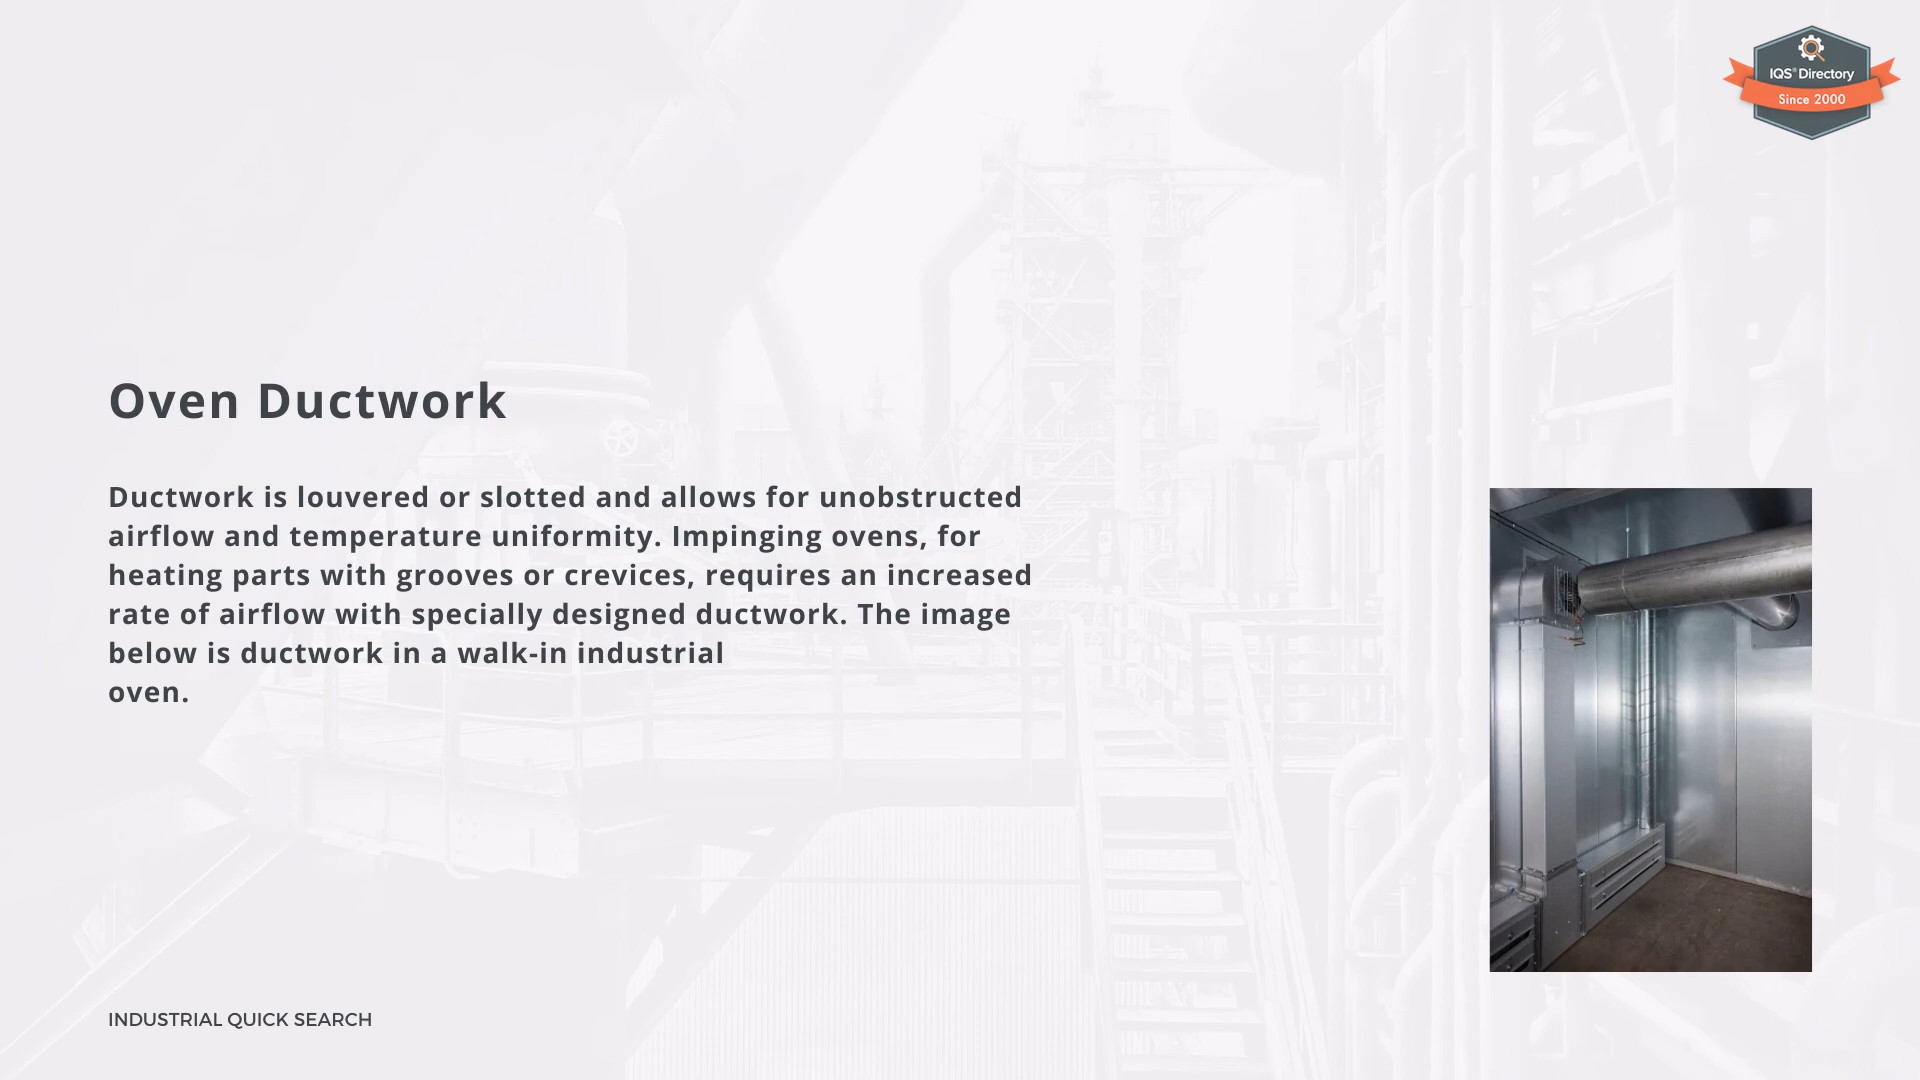 IQS® Directory
Since 2000
Oven Ductwork
Ductwork is louvered or slotted and allows for unobstructed
airflow and temperature uniformity. Impinging ovens, for
heating parts with grooves or crevices, requires an increased
rate of airflow with specially designed ductwork. The image
below is ductwork in a walk-in industrial
oven.
INDUSTRIAL QUICK SEARCH